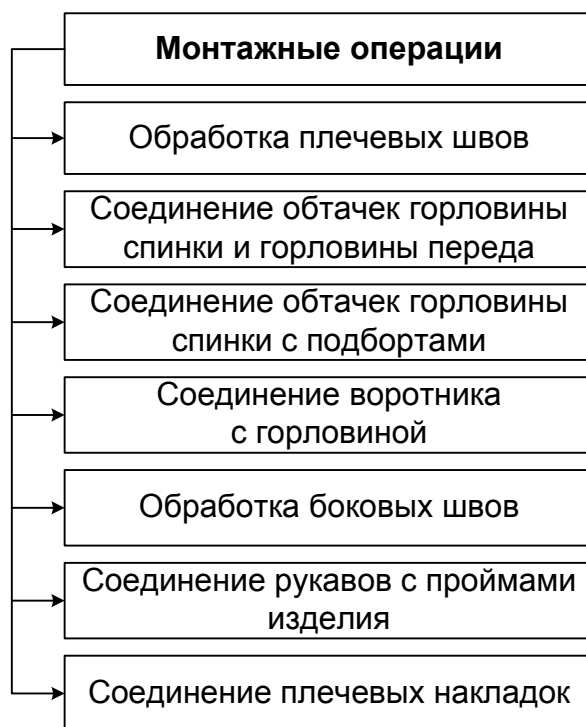 Монтажные операции
Обработка плечевых швов
Соединение обтачек горловины
спинки и горловины переда
Соединение обтачек горловины
спинки с подбортами
Соединение воротника
с горловиной
Обработка боковых швов
Соединение рукавов с проймами
изделия
Соединение плечевых накладок